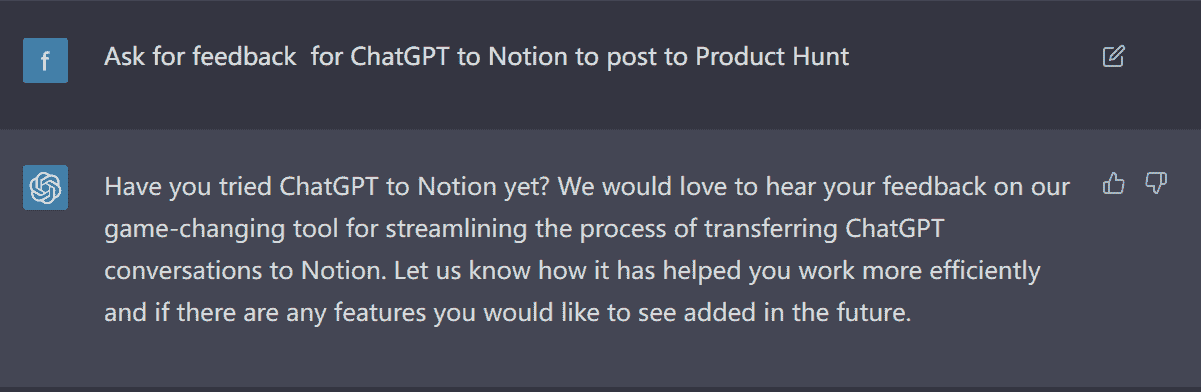 f
Ask for feedback  for ChatGPT to Notion to post to Product Hunt
Have you tried ChatGPT to Notion yet? We would love to hear your feedback on our
game-changing tool for streamlining the process of transferring ChatGPT
conversations to Notion. Let us know how it has helped you work more efficiently
and if there are any features you would like to see added in the future.